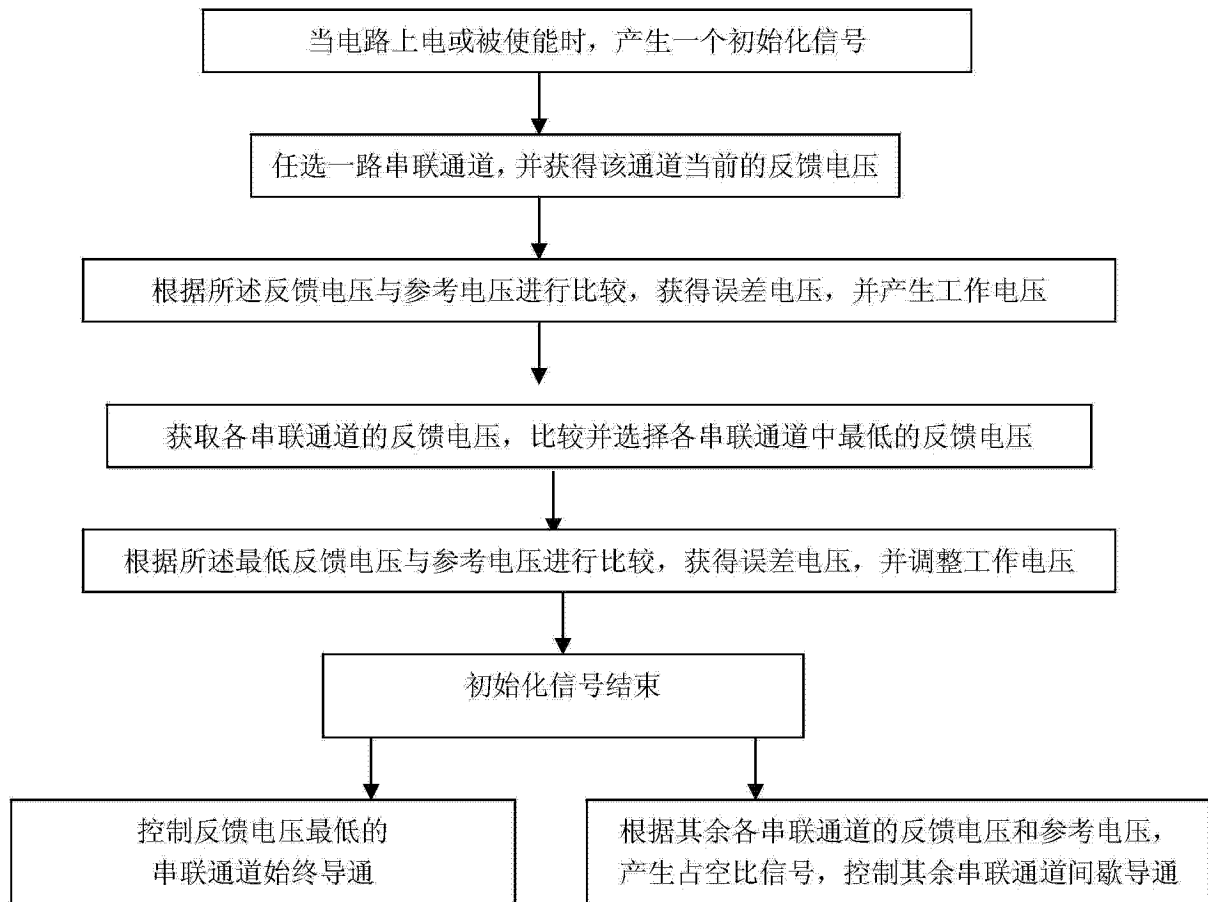 当电路上电或被使能时，产生一个初始化信号
任选一路串联通道，并获得该通道当前的反馈电压
根据所述反馈电压与参考电压进行比较，获得误差电压，并产生工作电压
获取各串联通道的反馈电压，比较并选择各串联通道中最低的反馈电压
根据所述最低反馈电压与参考电压进行比较，获得误差电压，并调整工作电压
初始化信号结束
控制反馈电压最低的
串联通道始终导通
根据其余各串联通道的反馈电压和参考电压，
产生占空比信号，控制其余串联通道间歇导通